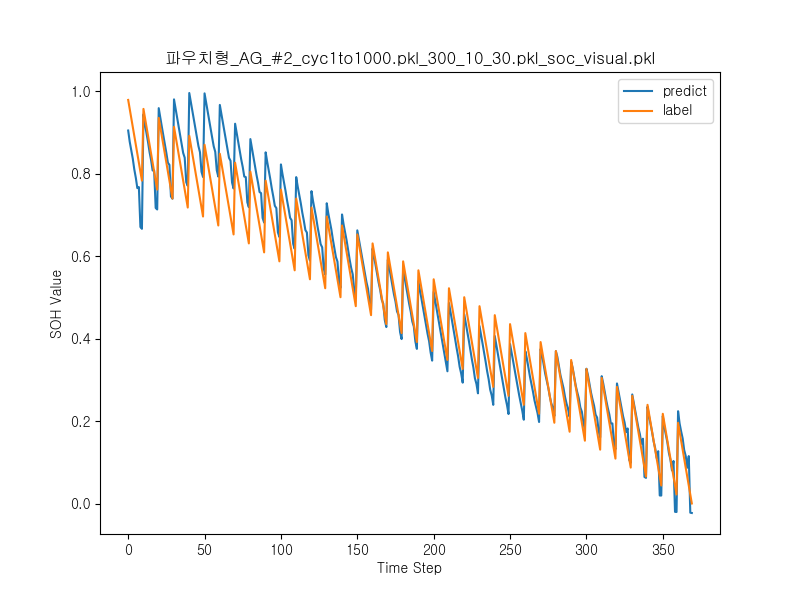 파우치형_AG_#2_cyc1to1000.pkl_300_10_30.pkl_soc_visual.pkl
predict
label
1.0
0.8
0.6
0.4
0.2
0.0
SOH Value
0 50 100 150 200 250 300 350
Time Step